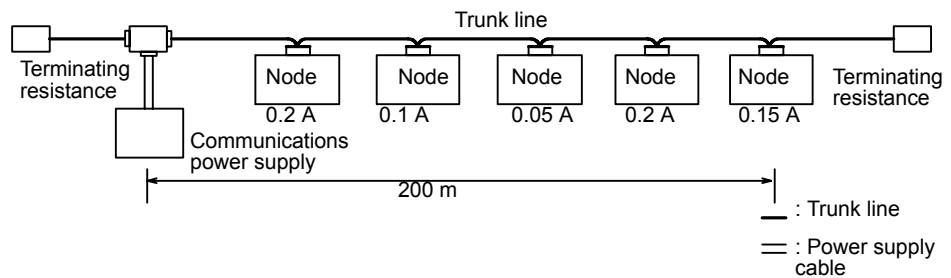 Trunk line
Terminating
resistance
Node
Node
Node
Node
Node
Terminating
resistance
0.2 A
0.1 A
0.05 A
0.2 A
0.15 A
Communications
power supply
200 m
: Trunk line
: Power supply
cable